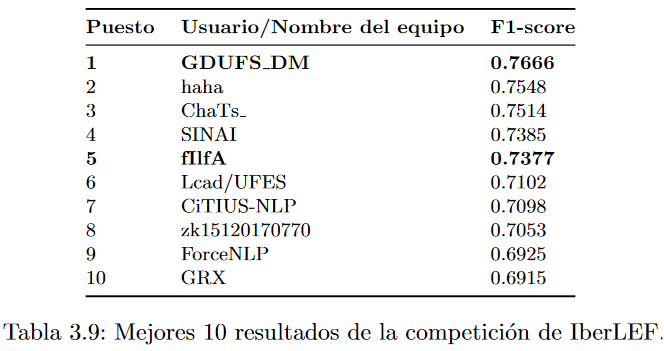 Puesto Usuario/Nombre del equipo F1-score
1 GDUFS_DM 0.7666
2 haha 0.7548
3 ChaTs_ 0.7514
4 SINAI 0.7385
5 fIlfA 0.7377
6 Lcad/UFES 0.7102
7 CiTIUS-NLP 0.7098
8 zk15120170770 0.7053
9 ForceNLP 0.6925
10 GRX 0.6915
Tabla 3.9: Mejores 10 resultados de la competición de IberLEF.